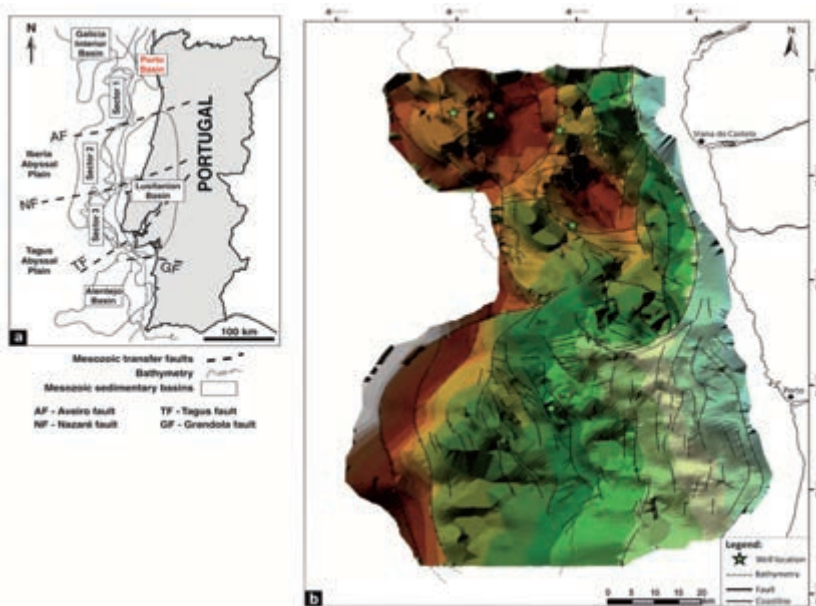 N
Galicia
Interior
Basin
Porto
Basin
Sector 1
AF
Iberia
Abyssal
Plain
Sector 2
PORTUGAL
Lusitanian
Basin
NF
Sector 3
Tagus
Abyssal
Plain
TF
GF
Alentejo
Basin
a
100 km
Mesozoic transfer faults
Bathymetry
Mesozoic sedimentary basins
AF - Aveiro fault
TF - Tagus fault
NF - Nazaré fault
GF - Grandola fault
N
Viana do Castelo
Porto
Legend:
Well location
Bathymetry
Fault
Coastline
b
0 5 10 15 20